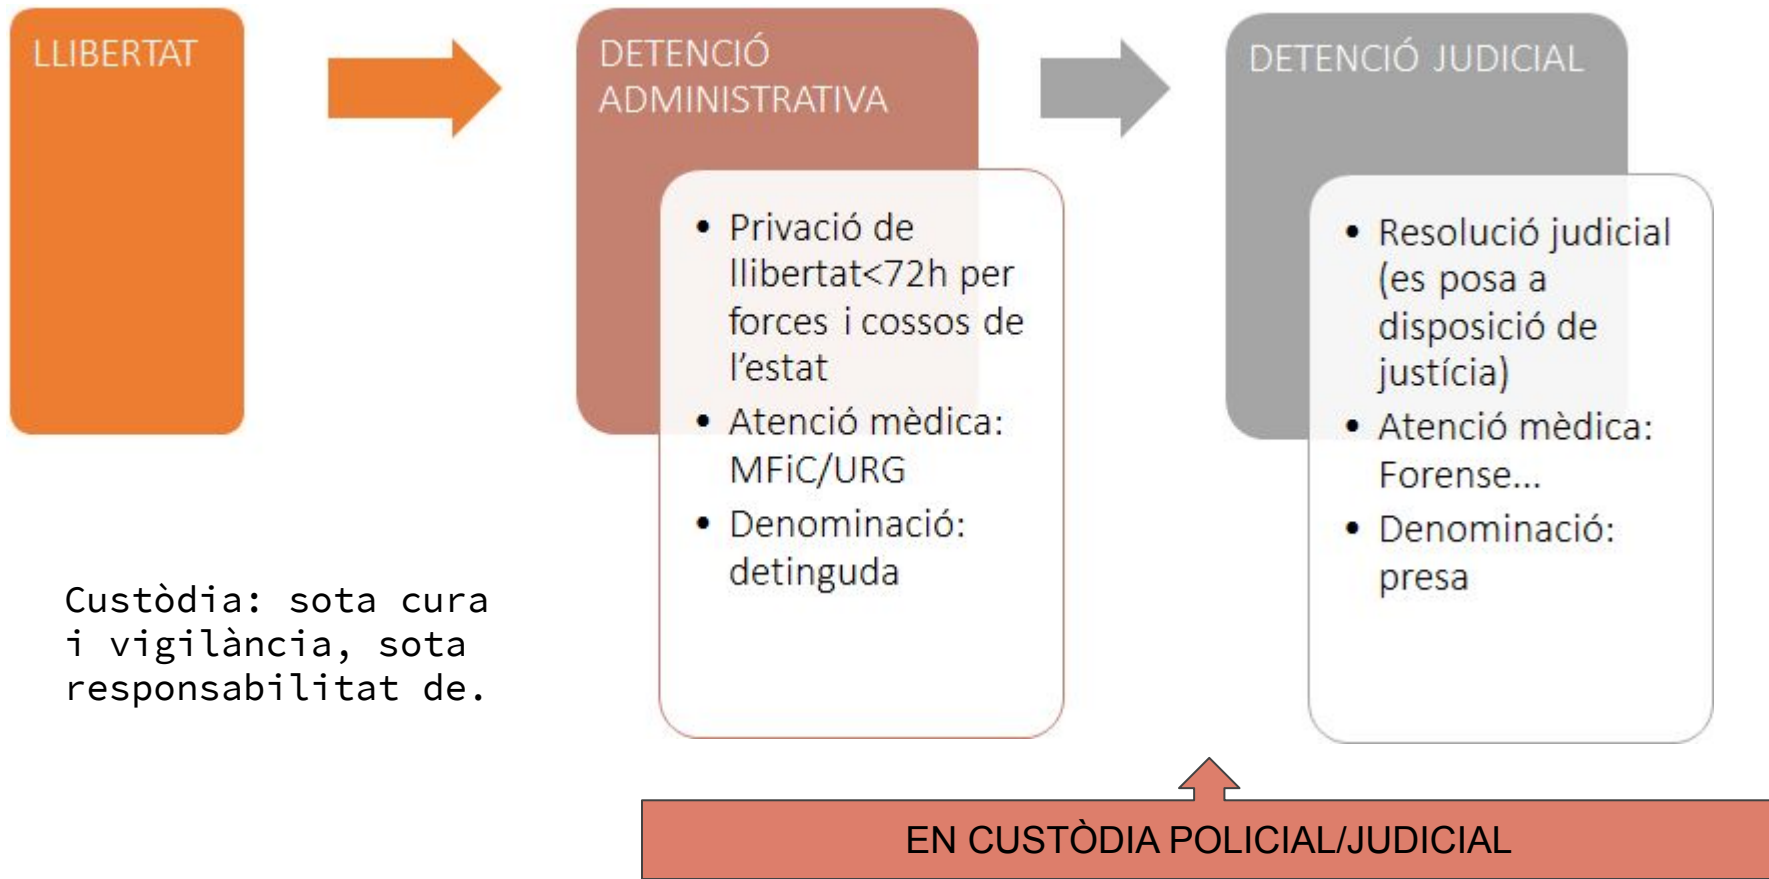 LLIBERTAT
DETENCIÓ
ADMINISTRATIVA
• Privació de
llibertat<72h per
forces i cossos de
l’estat
• Atenció mèdica:
MFiC/URG
• Denominació:
detinguda
DETENCIÓ JUDICIAL
• Resolució judicial
(es posa a
disposició de
justícia)
• Atenció mèdica:
Forense...
• Denominació:
presa
Custòdia: sota cura
i vigilància, sota
responsabilitat de.
EN CUSTÒDIA POLICIAL/JUDICIAL